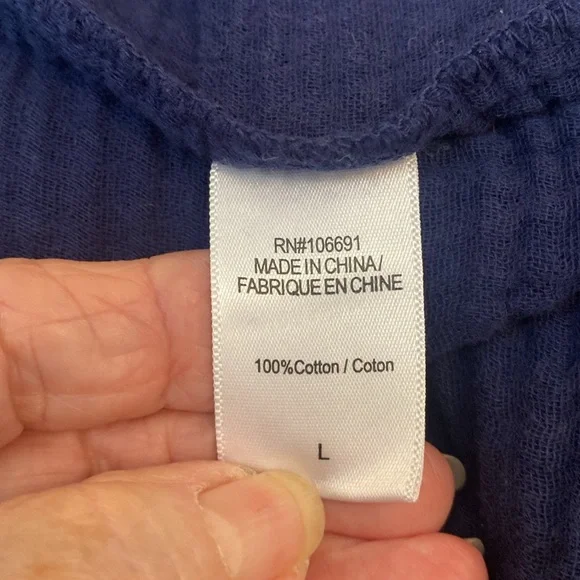 RN#106691
MADE IN CHINA/
FABRIQUE EN CHINE
100%Cotton / Coton
L